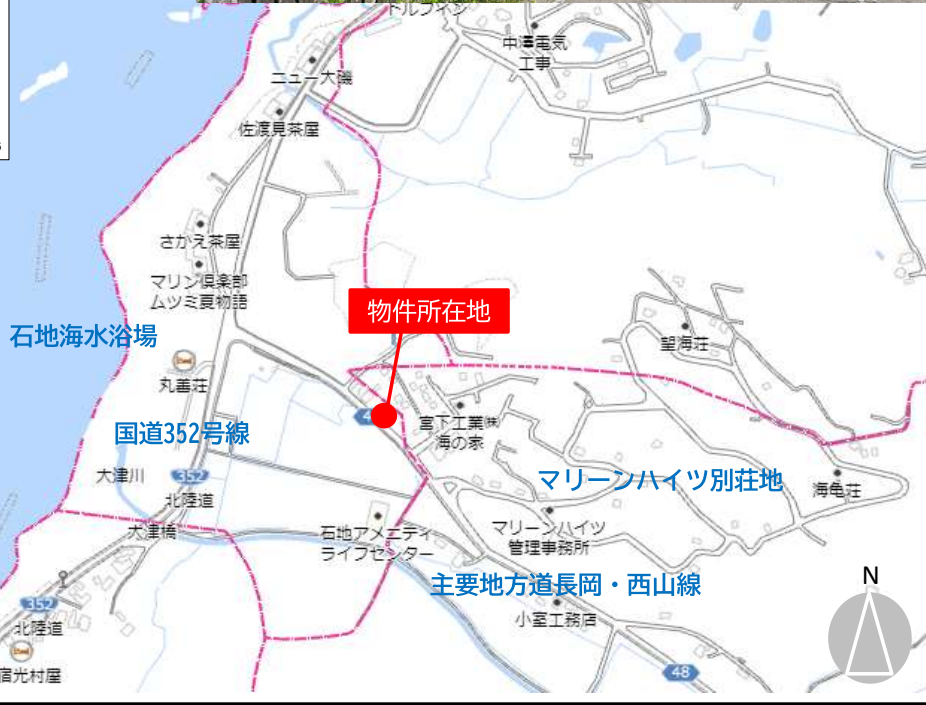 中澤電気
工事
ニュー大磯
佐渡見茶屋
さかえ茶屋
マリン倶楽部
ムツミ夏物語
物件所在地
石地海水浴場
望海荘
丸善荘
宮下工業㈱
海の家
国道352号線
大津川
352
北陸道
マリーンハイツ別荘地
海亀荘
大津橋
石地アメニティ
ライフセンター
マリーンハイツ
管理事務所
主要地方道長岡・西山線
N
352
北陸道
小室工務店
宿光村屋
48